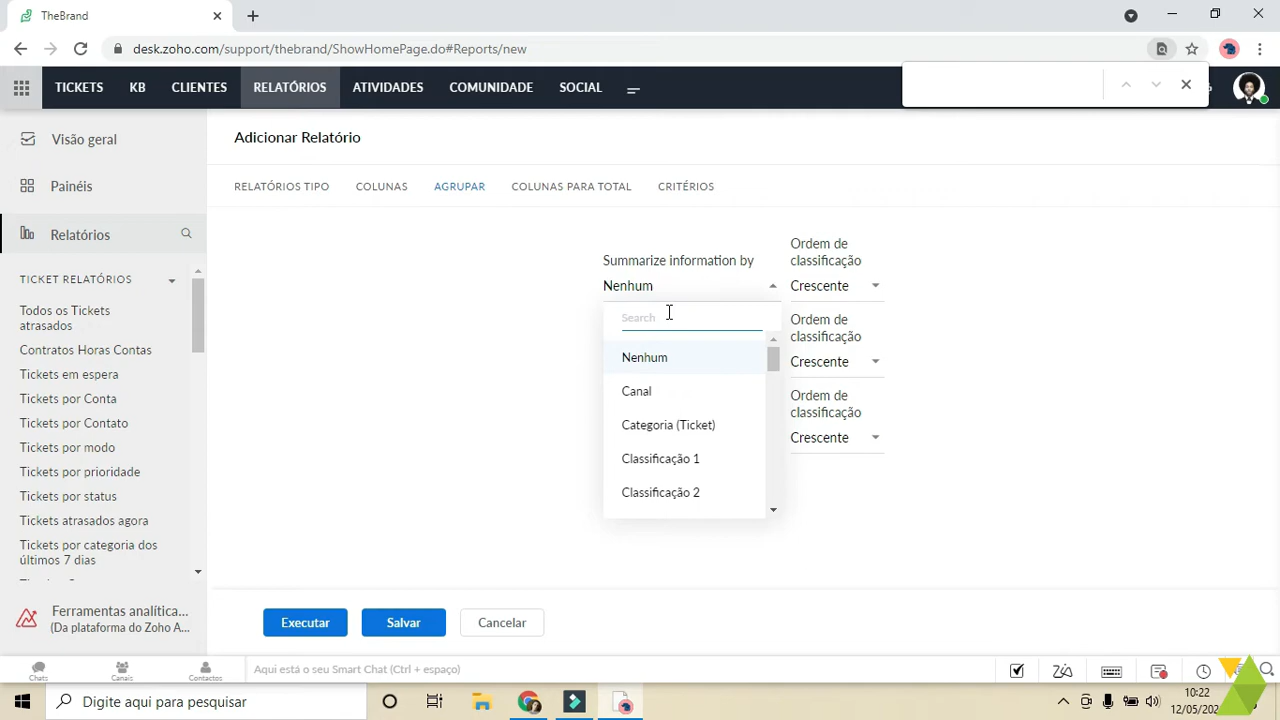 TheBrand
desk.zoho.com/support/thebrand/ShowHomePage.do#Reports/new
TICKETS KB CLIENTES RELATÓRIOS ATIVIDADES COMUNIDADE SOCIAL
Visão geral
Painéis
Relatórios
TICKET RELATÓRIOS
Todos os Tickets
atrasados
Contratos Horas Contas
Tickets em espera
Tickets por Conta
Tickets por Contato
Tickets por modo
Tickets por prioridade
Tickets por status
Tickets atrasados agora
Tickets por categoria dos
últimos 7 dias
Ferramentas analític...
(Da plataforma do Zoho A...
Adicionar Relatório
RELATÓRIOS TIPO COLUNAS AGRUPAR COLUNAS PARA TOTAL CRITÉRIOS
Summarize information by
Nenhum
Search
Nenhum
Canal
Categoria (Ticket)
Classificação 1
Classificação 2
Ordem de
classificação
Crescente
Ordem de
classificação
Crescente
Ordem de
classificação
Crescente
Executar Salvar Cancelar
Chats Canais Contactos
Aqui está o seu Smart Chat (Ctrl + espaço)
Digite aqui para pesquisar
10:22
12/05/202